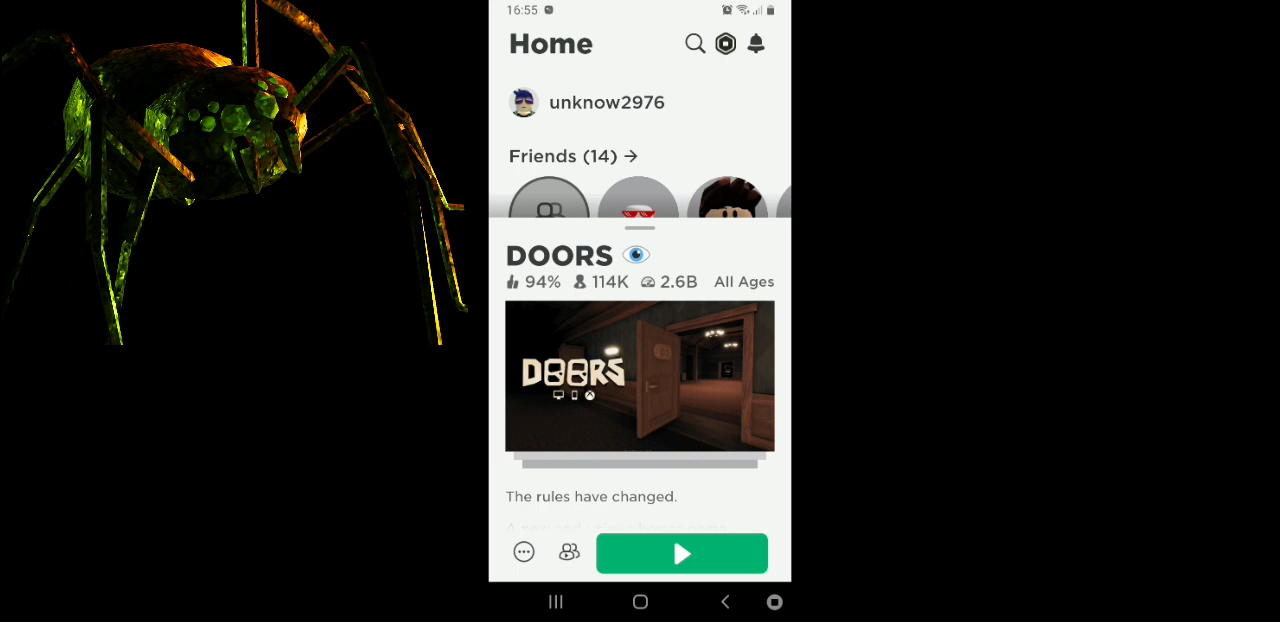 16:55
Home
unknow2976
Friends (14) →
DOORS 👁️
94% 114K 2.6B All Ages
DOORS
The rules have changed.